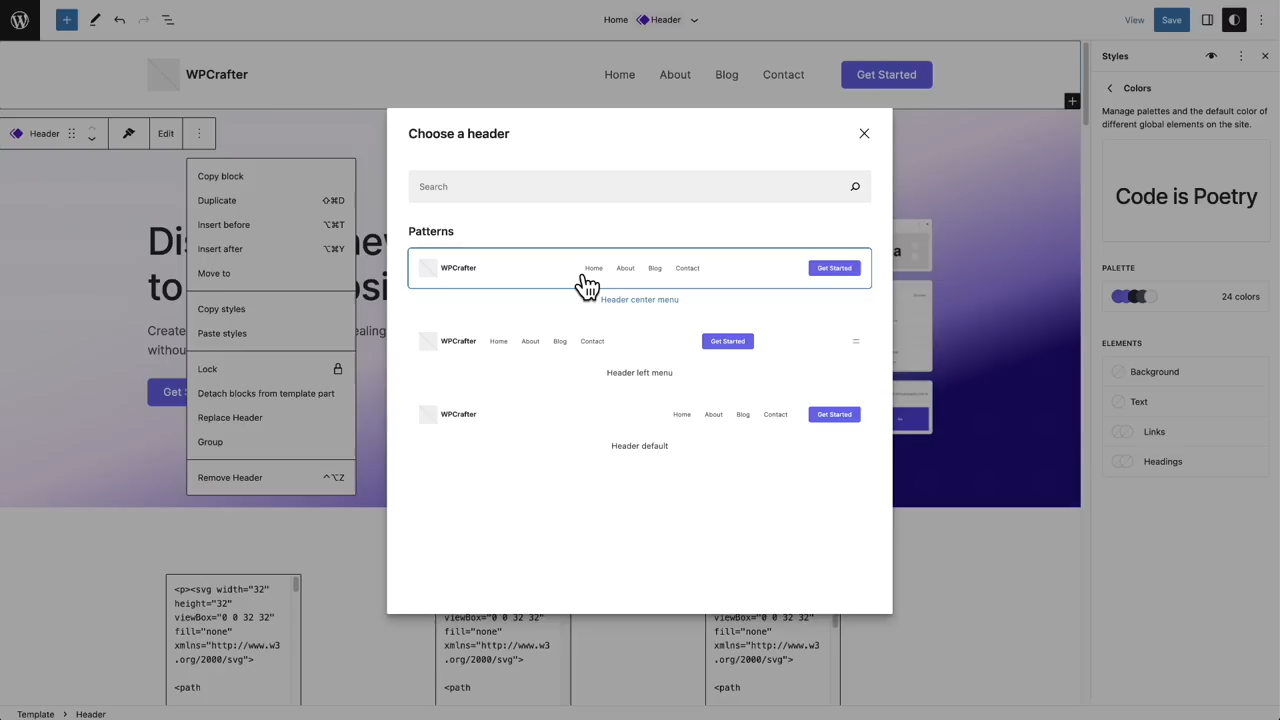 Home Header
View
Save
WPCrafter
Home About Blog Contact
Get Started
Styles
Colors
Manage palettes and the default color of
different global elements on the site.
Code is Poetry
PALETTE
24 colors
ELEMENTS
Background
Text
Links
Headings
Header
Edit
Copy block
Duplicate ⇧⌘D
Insert before ⌥⌘T
Insert after ⌥⌘Y
Move to
Copy styles
Paste styles
Lock
Detach blocks from template part
Replace Header
Group
Remove Header ^⌥Z
Choose a header
Search
Patterns
WPCrafter Home About Blog Contact Get Started
Header center menu
WPCrafter Home About Blog Contact Get Started
Header left menu
WPCrafter Home About Blog Contact Get Started
Header default
<p><svg width="32"
height="32"
viewBox="0 0 32 32"
fill="none"
xmlns="http://www.w3
.org/2000/svg">
<path
viewBox="0 0 32 32"
fill="none"
xmlns="http://www.w3
.org/2000/svg">
<path
viewBox="0 0 32 32"
fill="none"
xmlns="http://www.w3
.org/2000/svg">
<path
Template > Header